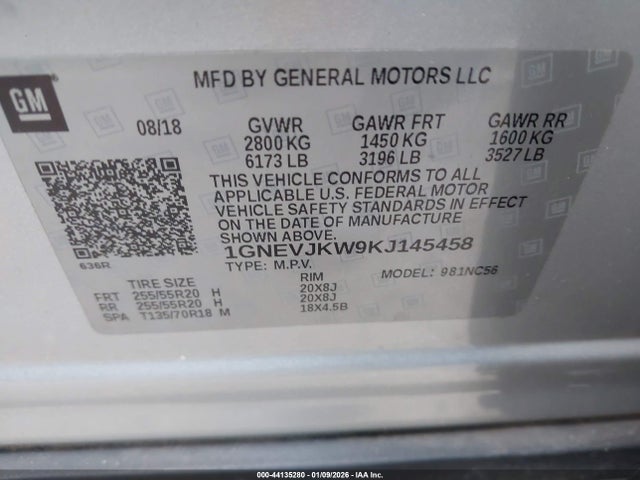 GM
MFD BY GENERAL MOTORS LLC
08/18 GVWR GAWR FRT GAWR RR
2800 KG 1450 KG 1600 KG
6173 LB 3196 LB 3527 LB
THIS VEHICLE CONFORMS TO ALL
APPLICABLE U.S. FEDERAL MOTOR
VEHICLE SAFETY STANDARDS IN EFFECT
ON THE DATE OF MANUFACTURE
SHOWN ABOVE.
1GNEVJKW9KJ145458
636R
TYPE: M.P.V. MODEL: 981NC56
TIRE SIZE RIM
FRT 255/55R20 H 20X8J
RR 255/55R20 H 20X8J
SPA T135/70R18 M 18X4.5B
000-44135280 - 01/09/2026 - IAA Inc.